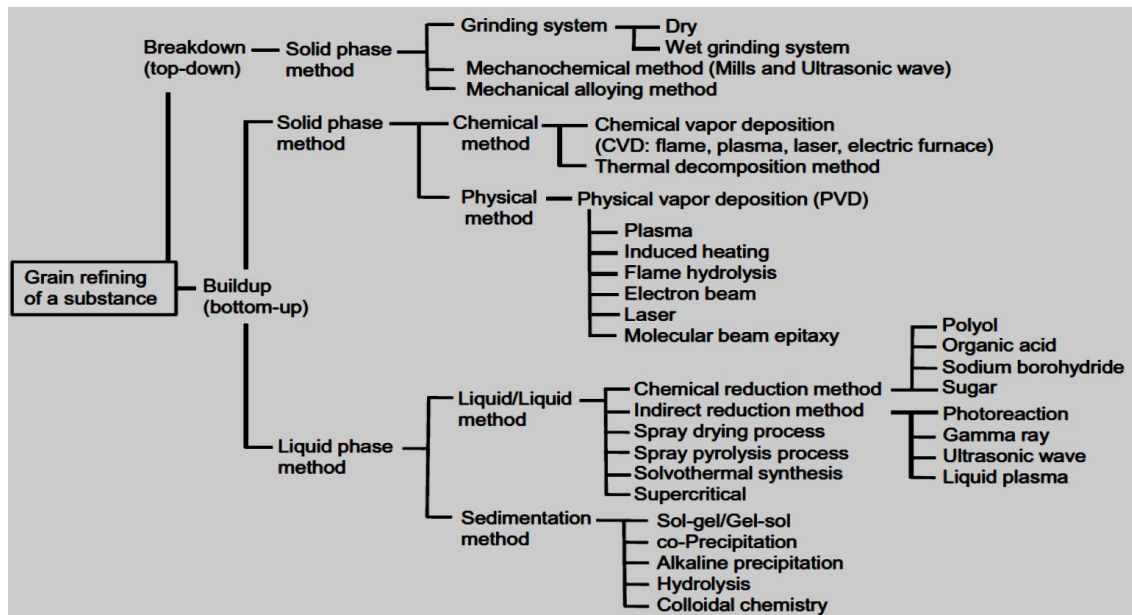 Grinding system
Dry
Wet grinding system
Breakdown
(top-down)
Solid phase
method
Mechanochemical method (Mills and Ultrasonic wave)
Mechanical alloying method
Solid phase
method
Chemical
method
Chemical vapor deposition
(CVD: flame, plasma, laser, electric furnace)
Thermal decomposition method
Physical
method
Physical vapor deposition (PVD)
Plasma
Induced heating
Flame hydrolysis
Electron beam
Laser
Molecular beam epitaxy
Grain refining
of a substance
Buildup
(bottom-up)
Liquid phase
method
Liquid/Liquid
method
Chemical reduction method
Indirect reduction method
Spray drying process
Spray pyrolysis process
Solvothermal synthesis
Supercritical
Polyol
Organic acid
Sodium borohydride
Sugar
Photoreaction
Gamma ray
Ultrasonic wave
Liquid plasma
Sedimentation
method
Sol-gel/Gel-sol
co-Precipitation
Alkaline precipitation
Hydrolysis
Colloidal chemistry